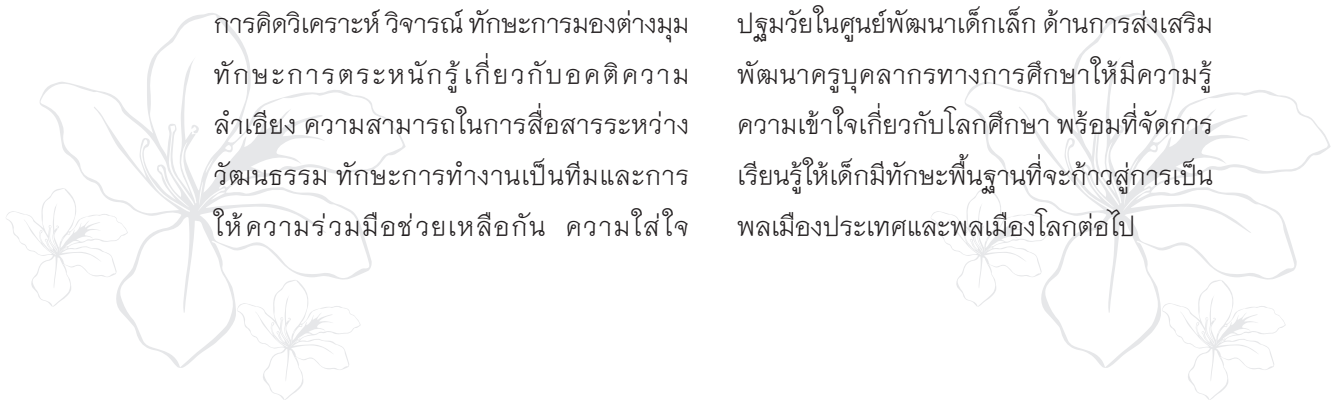 การคิดวิเคราะห์ วิจารณ์ ทักษะการมองต่างมุม
ทักษะการตระหนักรู้เกี่ยวกับอคติความ
ลำเอียง ความสามารถในการสื่อสารระหว่าง
วัฒนธรรม ทักษะการทำงานเป็นทีมและการ
ให้ความร่วมมือช่วยเหลือกัน ความใส่ใจ
ปฐมวัยในศูนย์พัฒนาเด็กเล็ก ด้านการส่งเสริม
พัฒนาครูบุคลากรทางการศึกษาให้มีความรู้
ความเข้าใจเกี่ยวกับโลกศึกษา พร้อมที่จัดการ
เรียนรู้ให้เด็กมีทักษะพื้นฐานที่จะก้าวสู่การเป็น
พลเมืองประเทศและพลเมืองโลกต่อไป